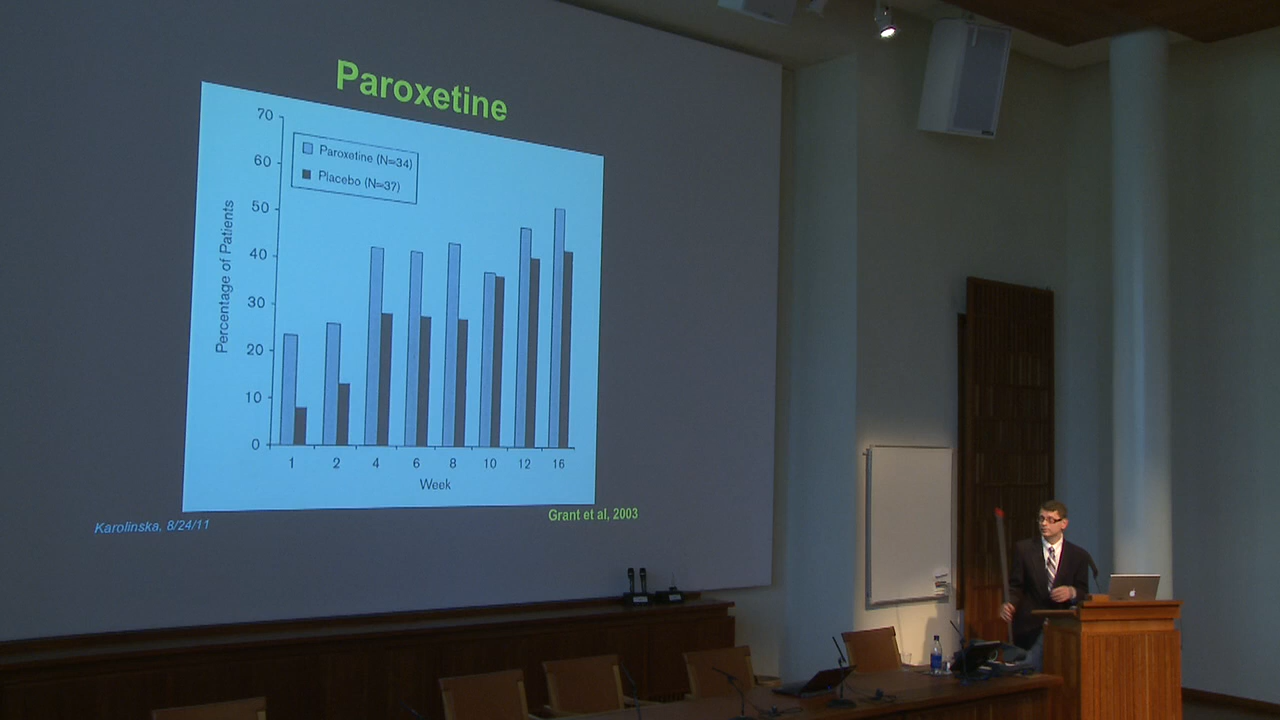 Paroxetine
70
60
50
40
30
20
10
0
Percentage of Patients
Paroxetine (N=34)
Placebo (N=37)
1 2 4 6 8 10 12 16
Week
Karolinska, 8/24/11
Grant et al, 2003